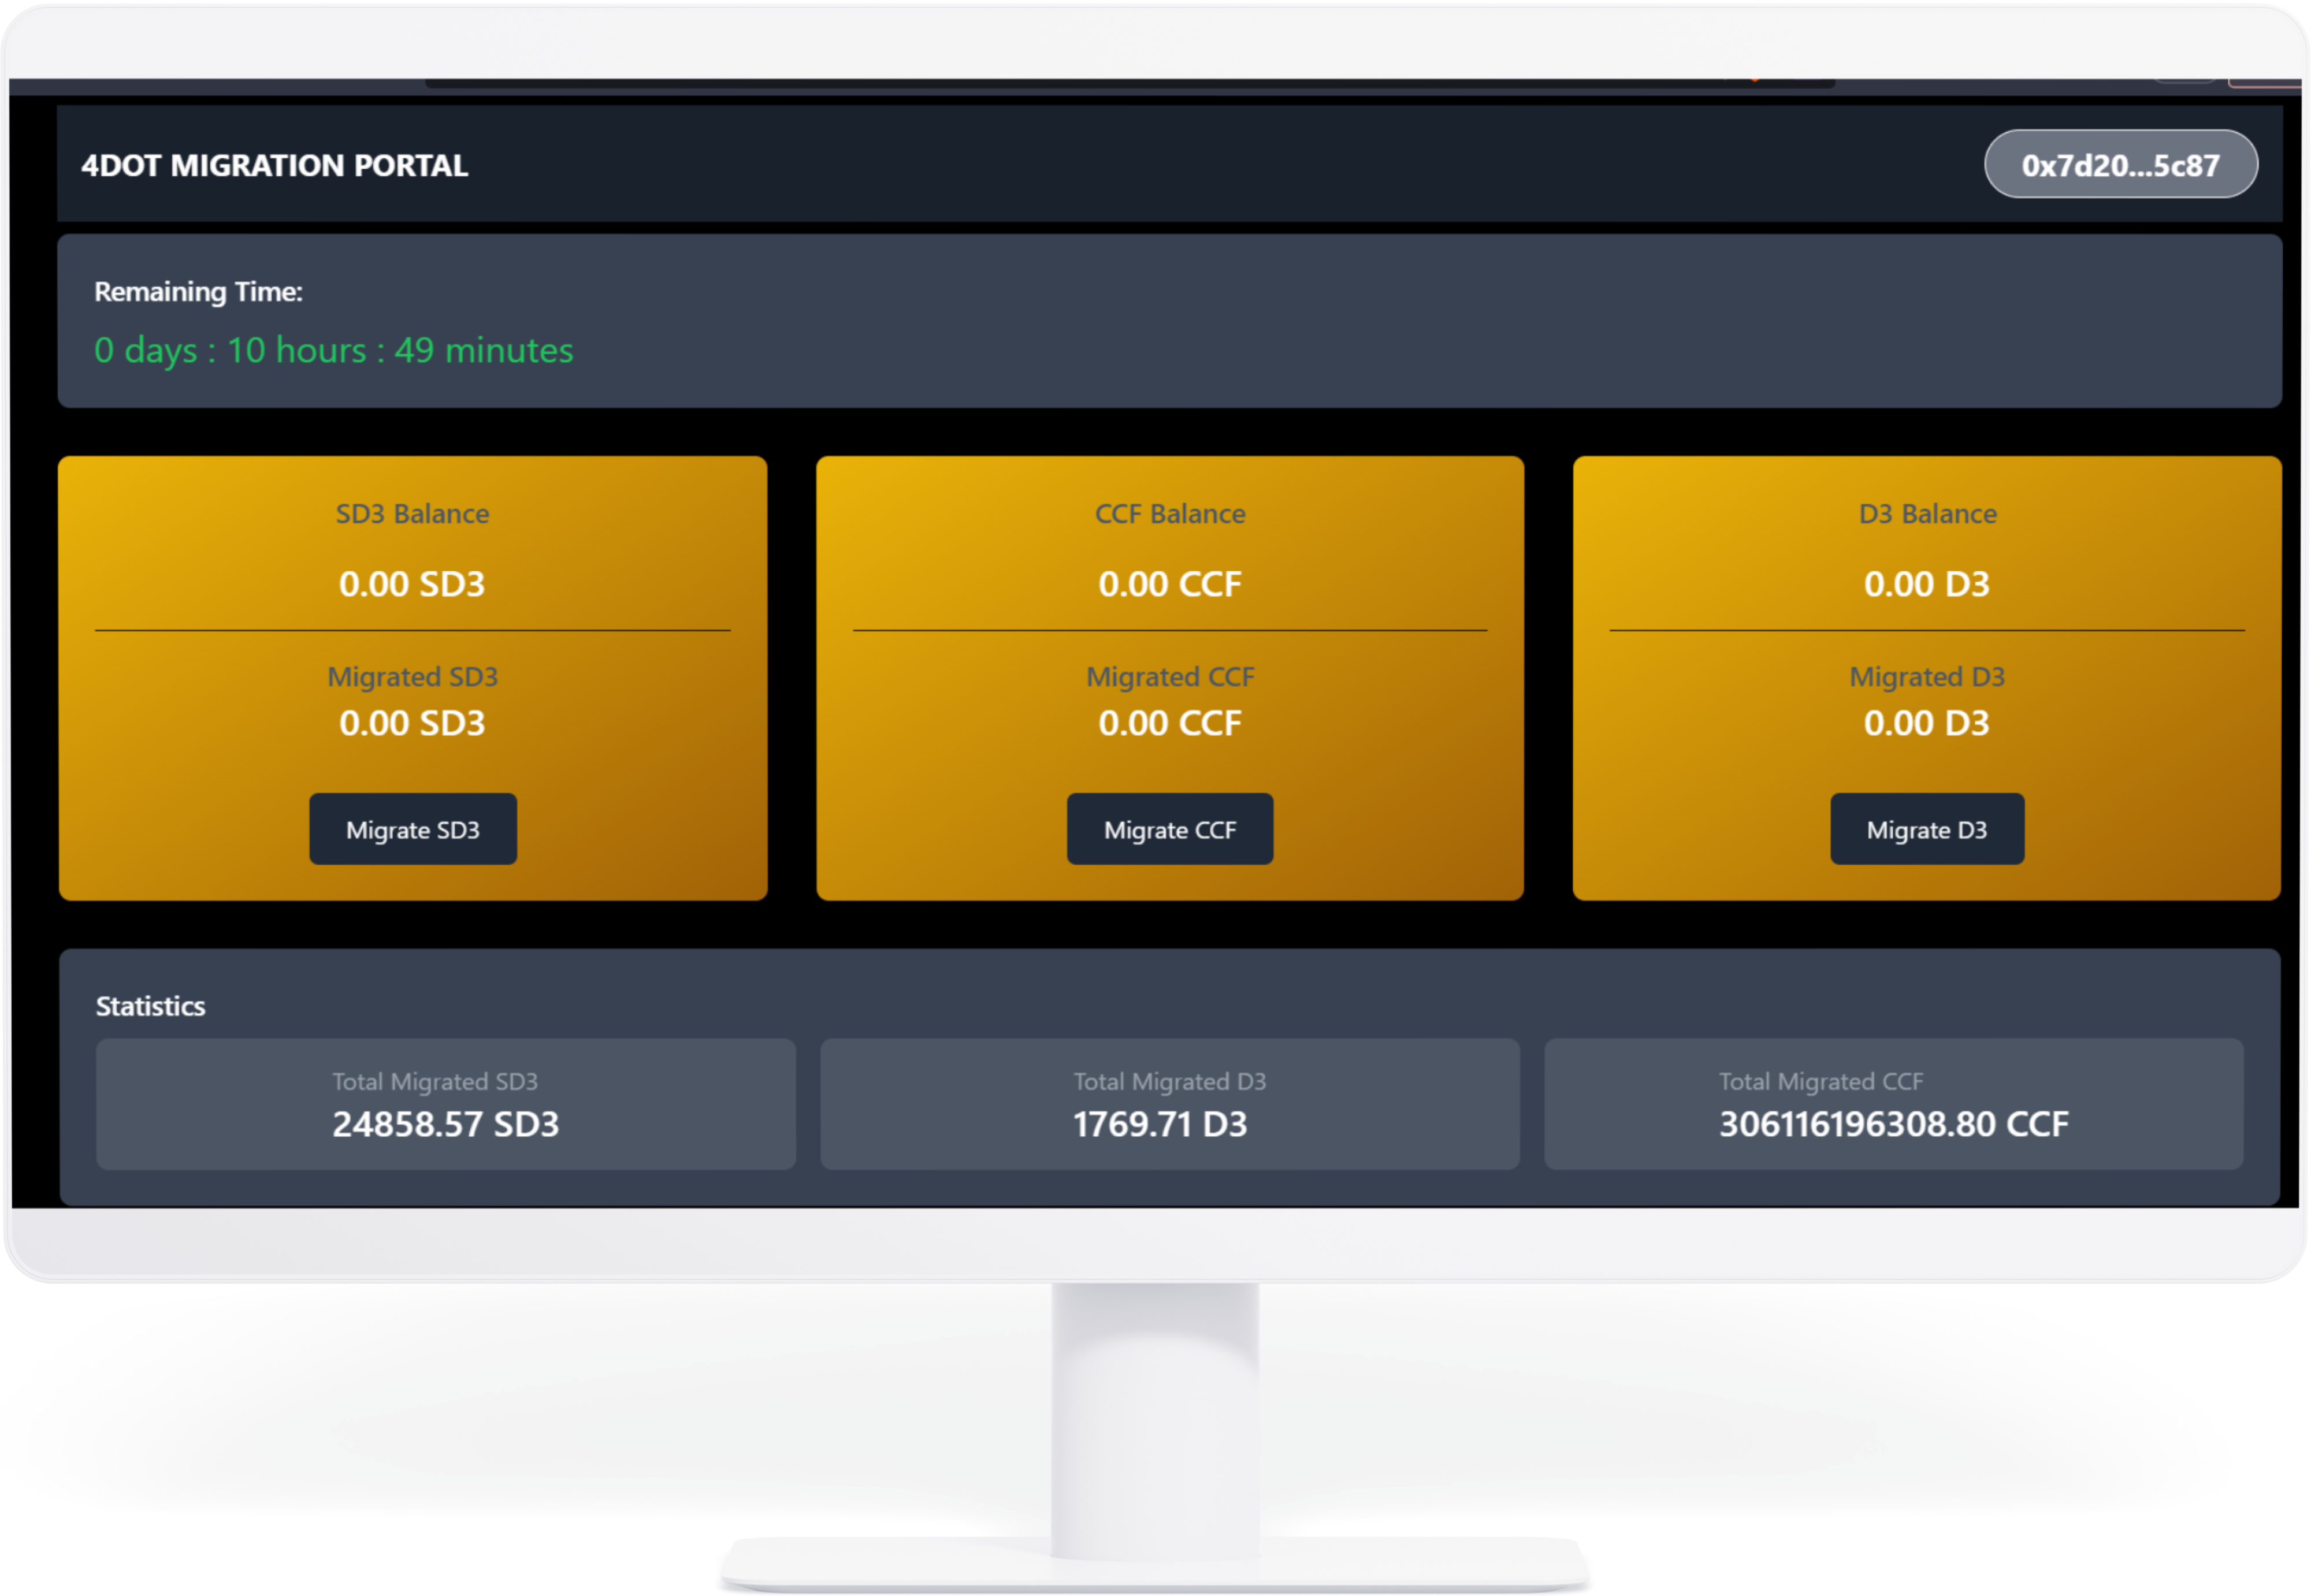 4DOT MIGRATION PORTAL
0x7d20...5c87
Remaining Time:
0 days : 10 hours : 49 minutes
SD3 Balance
0.00 SD3
Migrated SD3
0.00 SD3
Migrate SD3
CCF Balance
0.00 CCF
Migrated CCF
0.00 CCF
Migrate CCF
D3 Balance
0.00 D3
Migrated D3
0.00 D3
Migrate D3
Statistics
Total Migrated SD3
24858.57 SD3
Total Migrated D3
1769.71 D3
Total Migrated CCF
306116196308.80 CCF